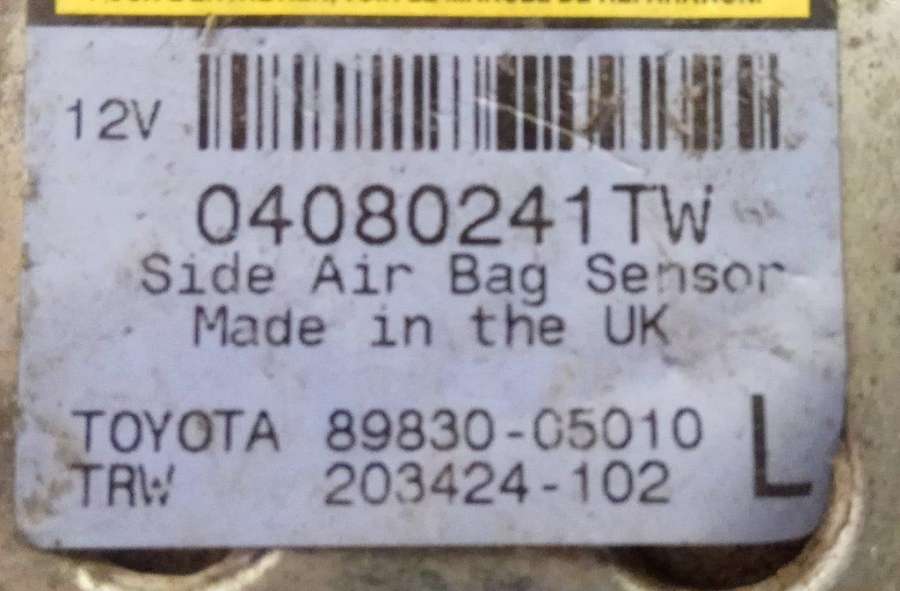 12V
04080241TW
Side Air Bag Sensor
Made in the UK
TOYOTA 89830-05010
TRW 203424-102
L